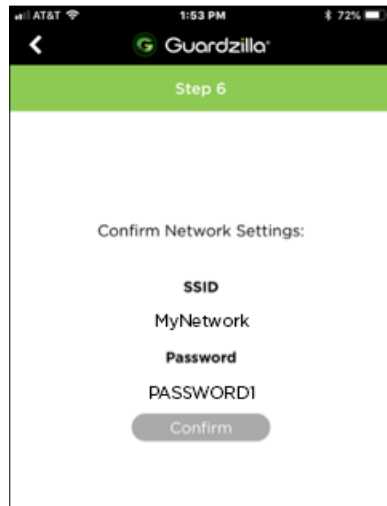 AT&T 1:53 PM 72%
Guardzilla
Step 6
Confirm Network Settings:
SSID
MyNetwork
Password
PASSWORD1
Confirm